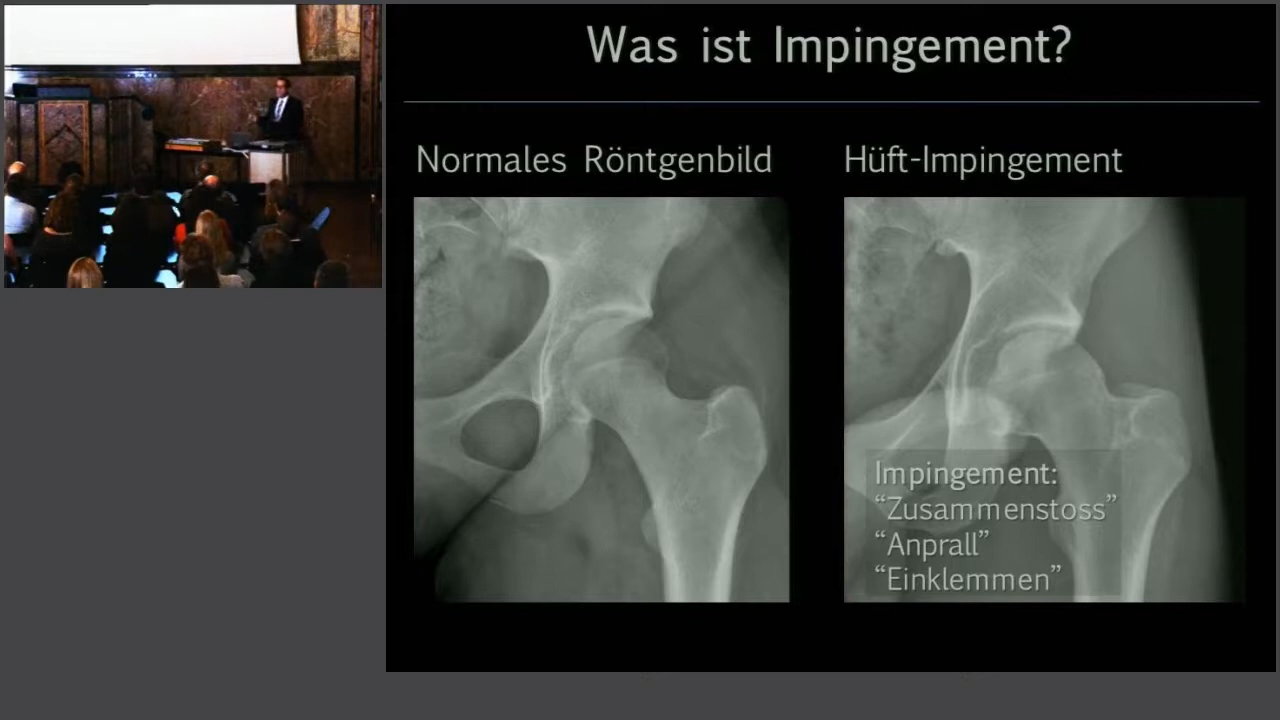 Was ist Impingement?
Normales Röntgenbild
Hüft-Impingement
Impingement:
“Zusammenstoss”
“Anprall”
“Einklemmen”